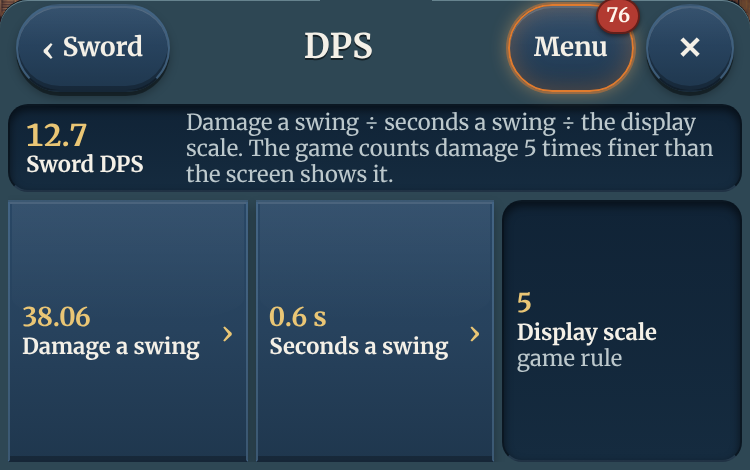 ‹ Sword
DPS
Menu
76
×
12.7
Sword DPS
Damage a swing ÷ seconds a swing ÷ the display
scale. The game counts damage 5 times finer than
the screen shows it.
38.06
Damage a swing
›
0.6 s
Seconds a swing
›
5
Display scale
game rule